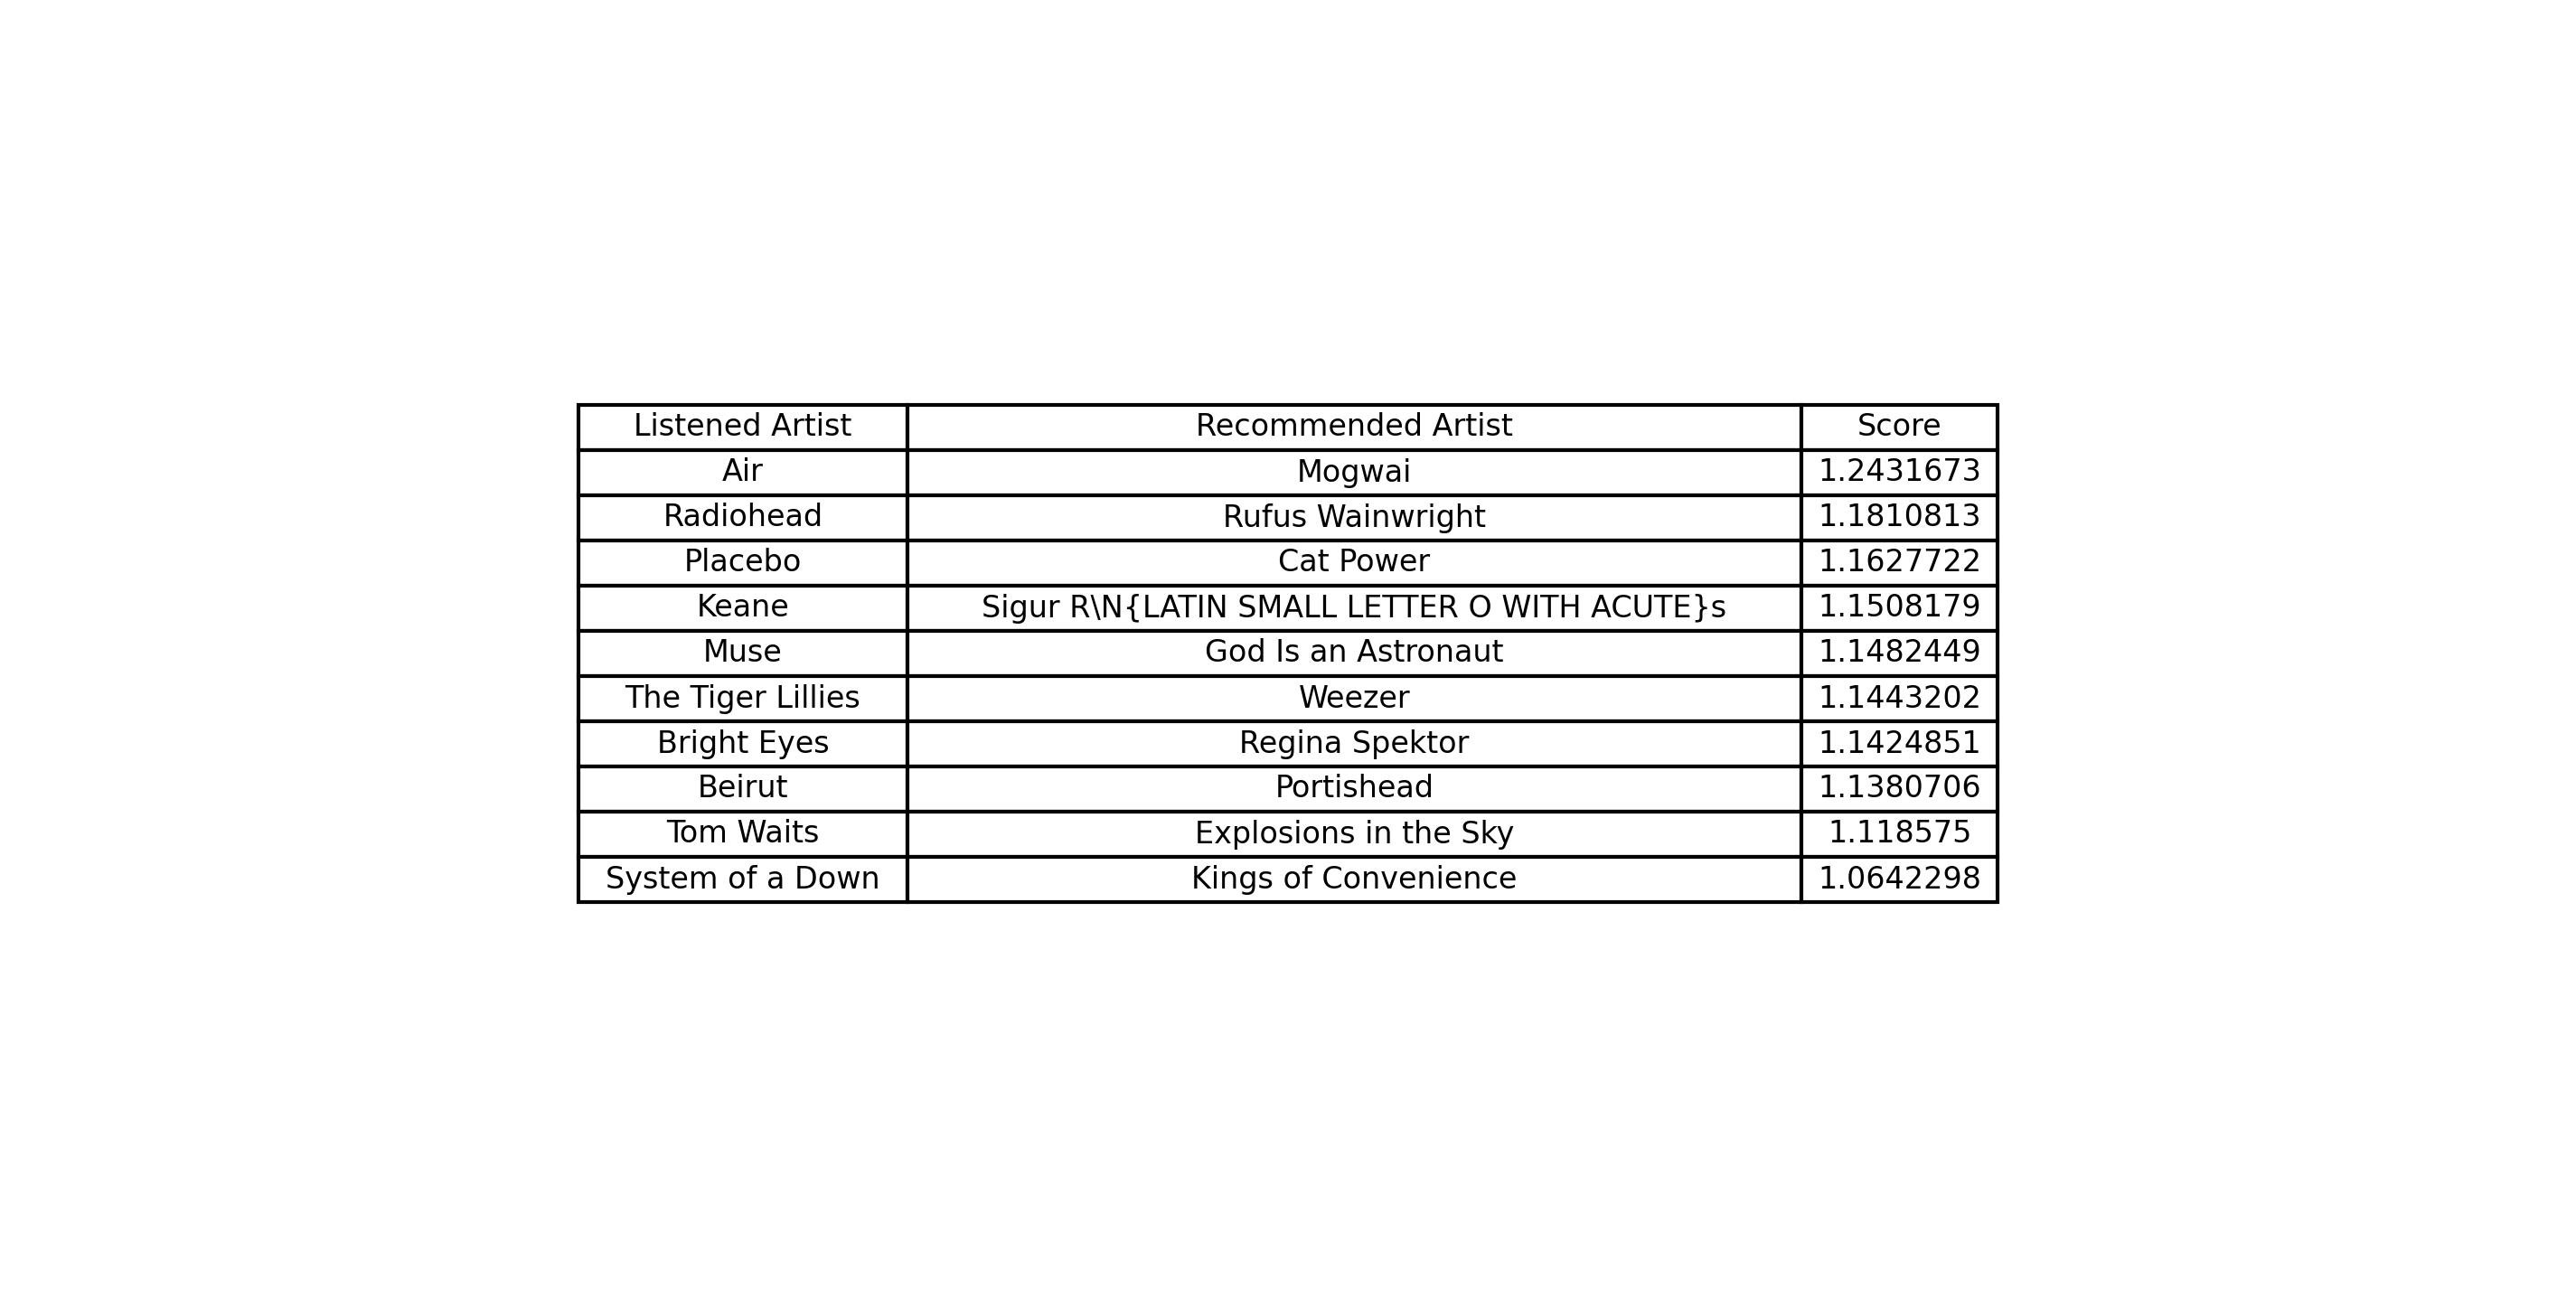 Listened Artist Recommended Artist Score
Air Mogwai 1.2431673
Radiohead Rufus Wainwright 1.1810813
Placebo Cat Power 1.1627722
Keane Sigur R\N{LATIN SMALL LETTER O WITH ACUTE}s 1.1508179
Muse God Is an Astronaut 1.1482449
The Tiger Lillies Weezer 1.1443202
Bright Eyes Regina Spektor 1.1424851
Beirut Portishead 1.1380706
Tom Waits Explosions in the Sky 1.118575
System of a Down Kings of Convenience 1.0642298